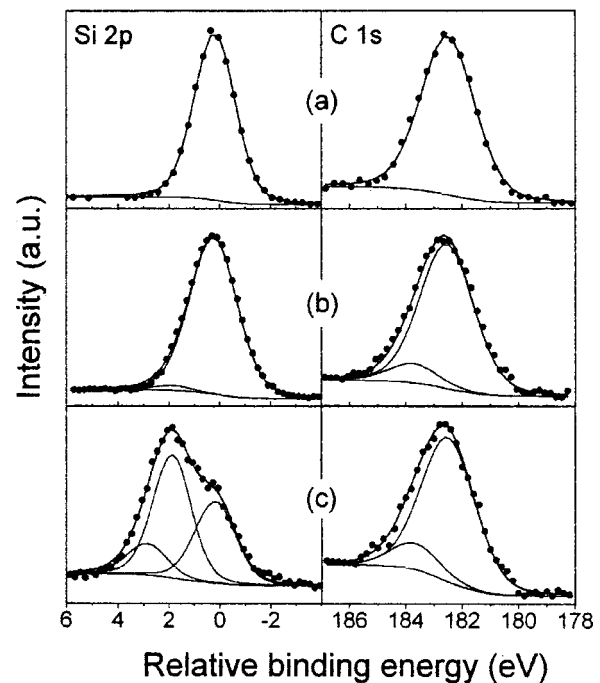 Si 2p
C 1s
(a)
(b)
(c)
Intensity (a.u.)
6 4 2 0 -2 186 184 182 180 178
Relative binding energy (eV)